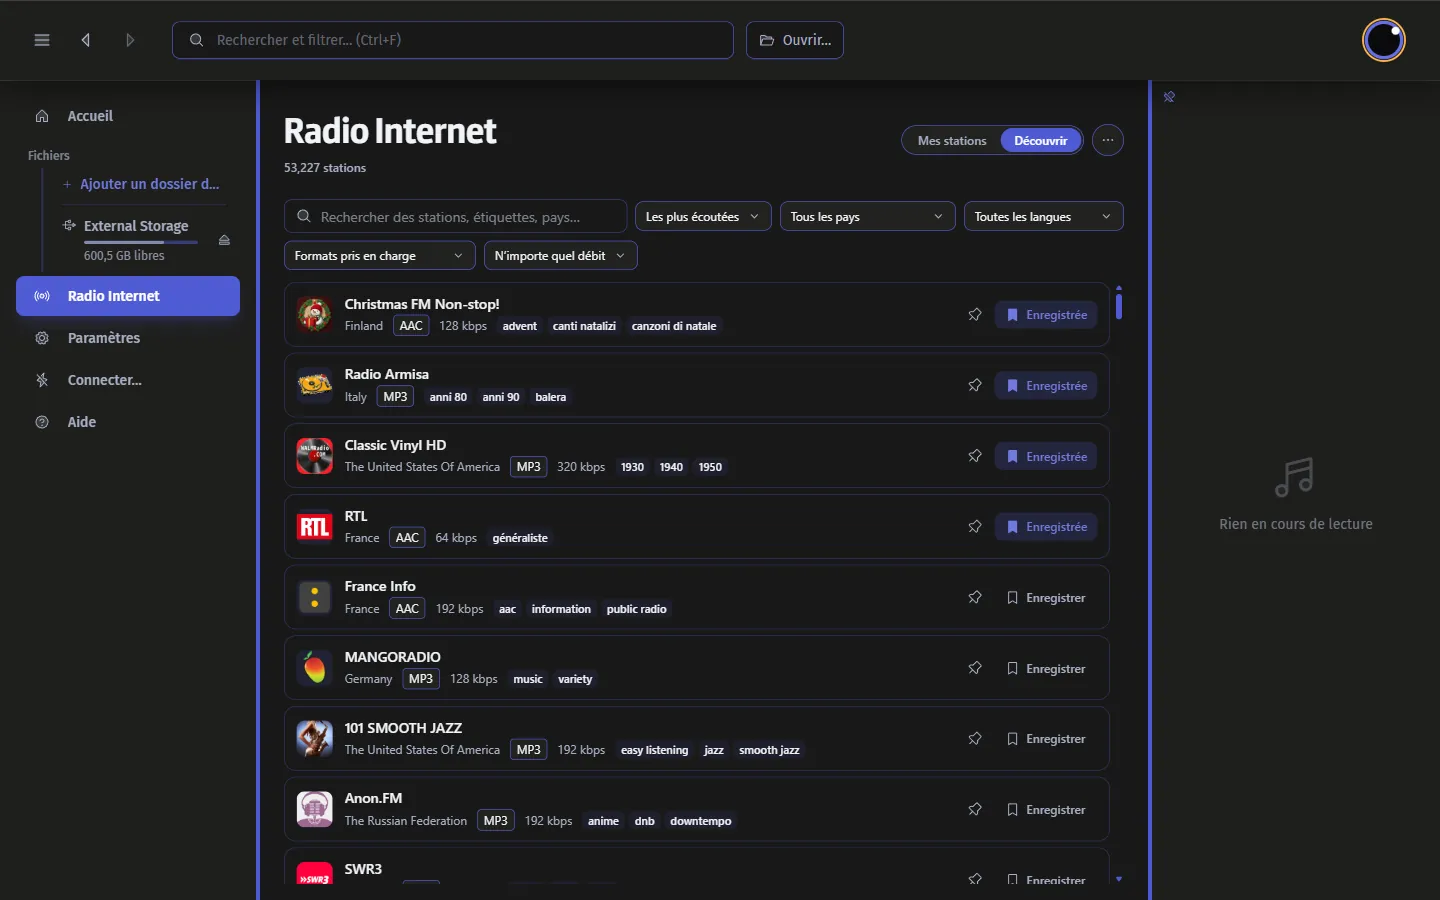 Rechercher et filtrer... (Ctrl+F)
Ouvrir...
Accueil
Fichiers
Ajouter un dossier d...
External Storage
600,5 GB libres
Radio Internet
Paramètres
Connecter...
Aide
Radio Internet
53,227 stations
Mes stations
Découvrir
Rechercher des stations, étiquettes, pays...
Les plus écoutées
Tous les pays
Toutes les langues
Formats pris en charge
N'importe quel débit
Christmas FM Non-stop!
Finland AAC 128 kbps advent canti natalizi canzoni di natale
Enregistrée
Radio Armisa
Italy MP3 anni 80 anni 90 balera
Enregistrée
Classic Vinyl HD
The United States Of America MP3 320 kbps 1930 1940 1950
Enregistrée
RTL
RTL
France AAC 64 kbps généraliste
Enregistrée
France Info
France AAC 192 kbps aac information public radio
Enregistrer
MANGORADIO
Germany MP3 128 kbps music variety
Enregistrer
101 SMOOTH JAZZ
The United States Of America MP3 192 kbps easy listening jazz smooth jazz
Enregistrer
Anon.FM
The Russian Federation MP3 192 kbps anime dnb downtempo
Enregistrer
SWR3
SWR3
Enregistrer
Rien en cours de lecture